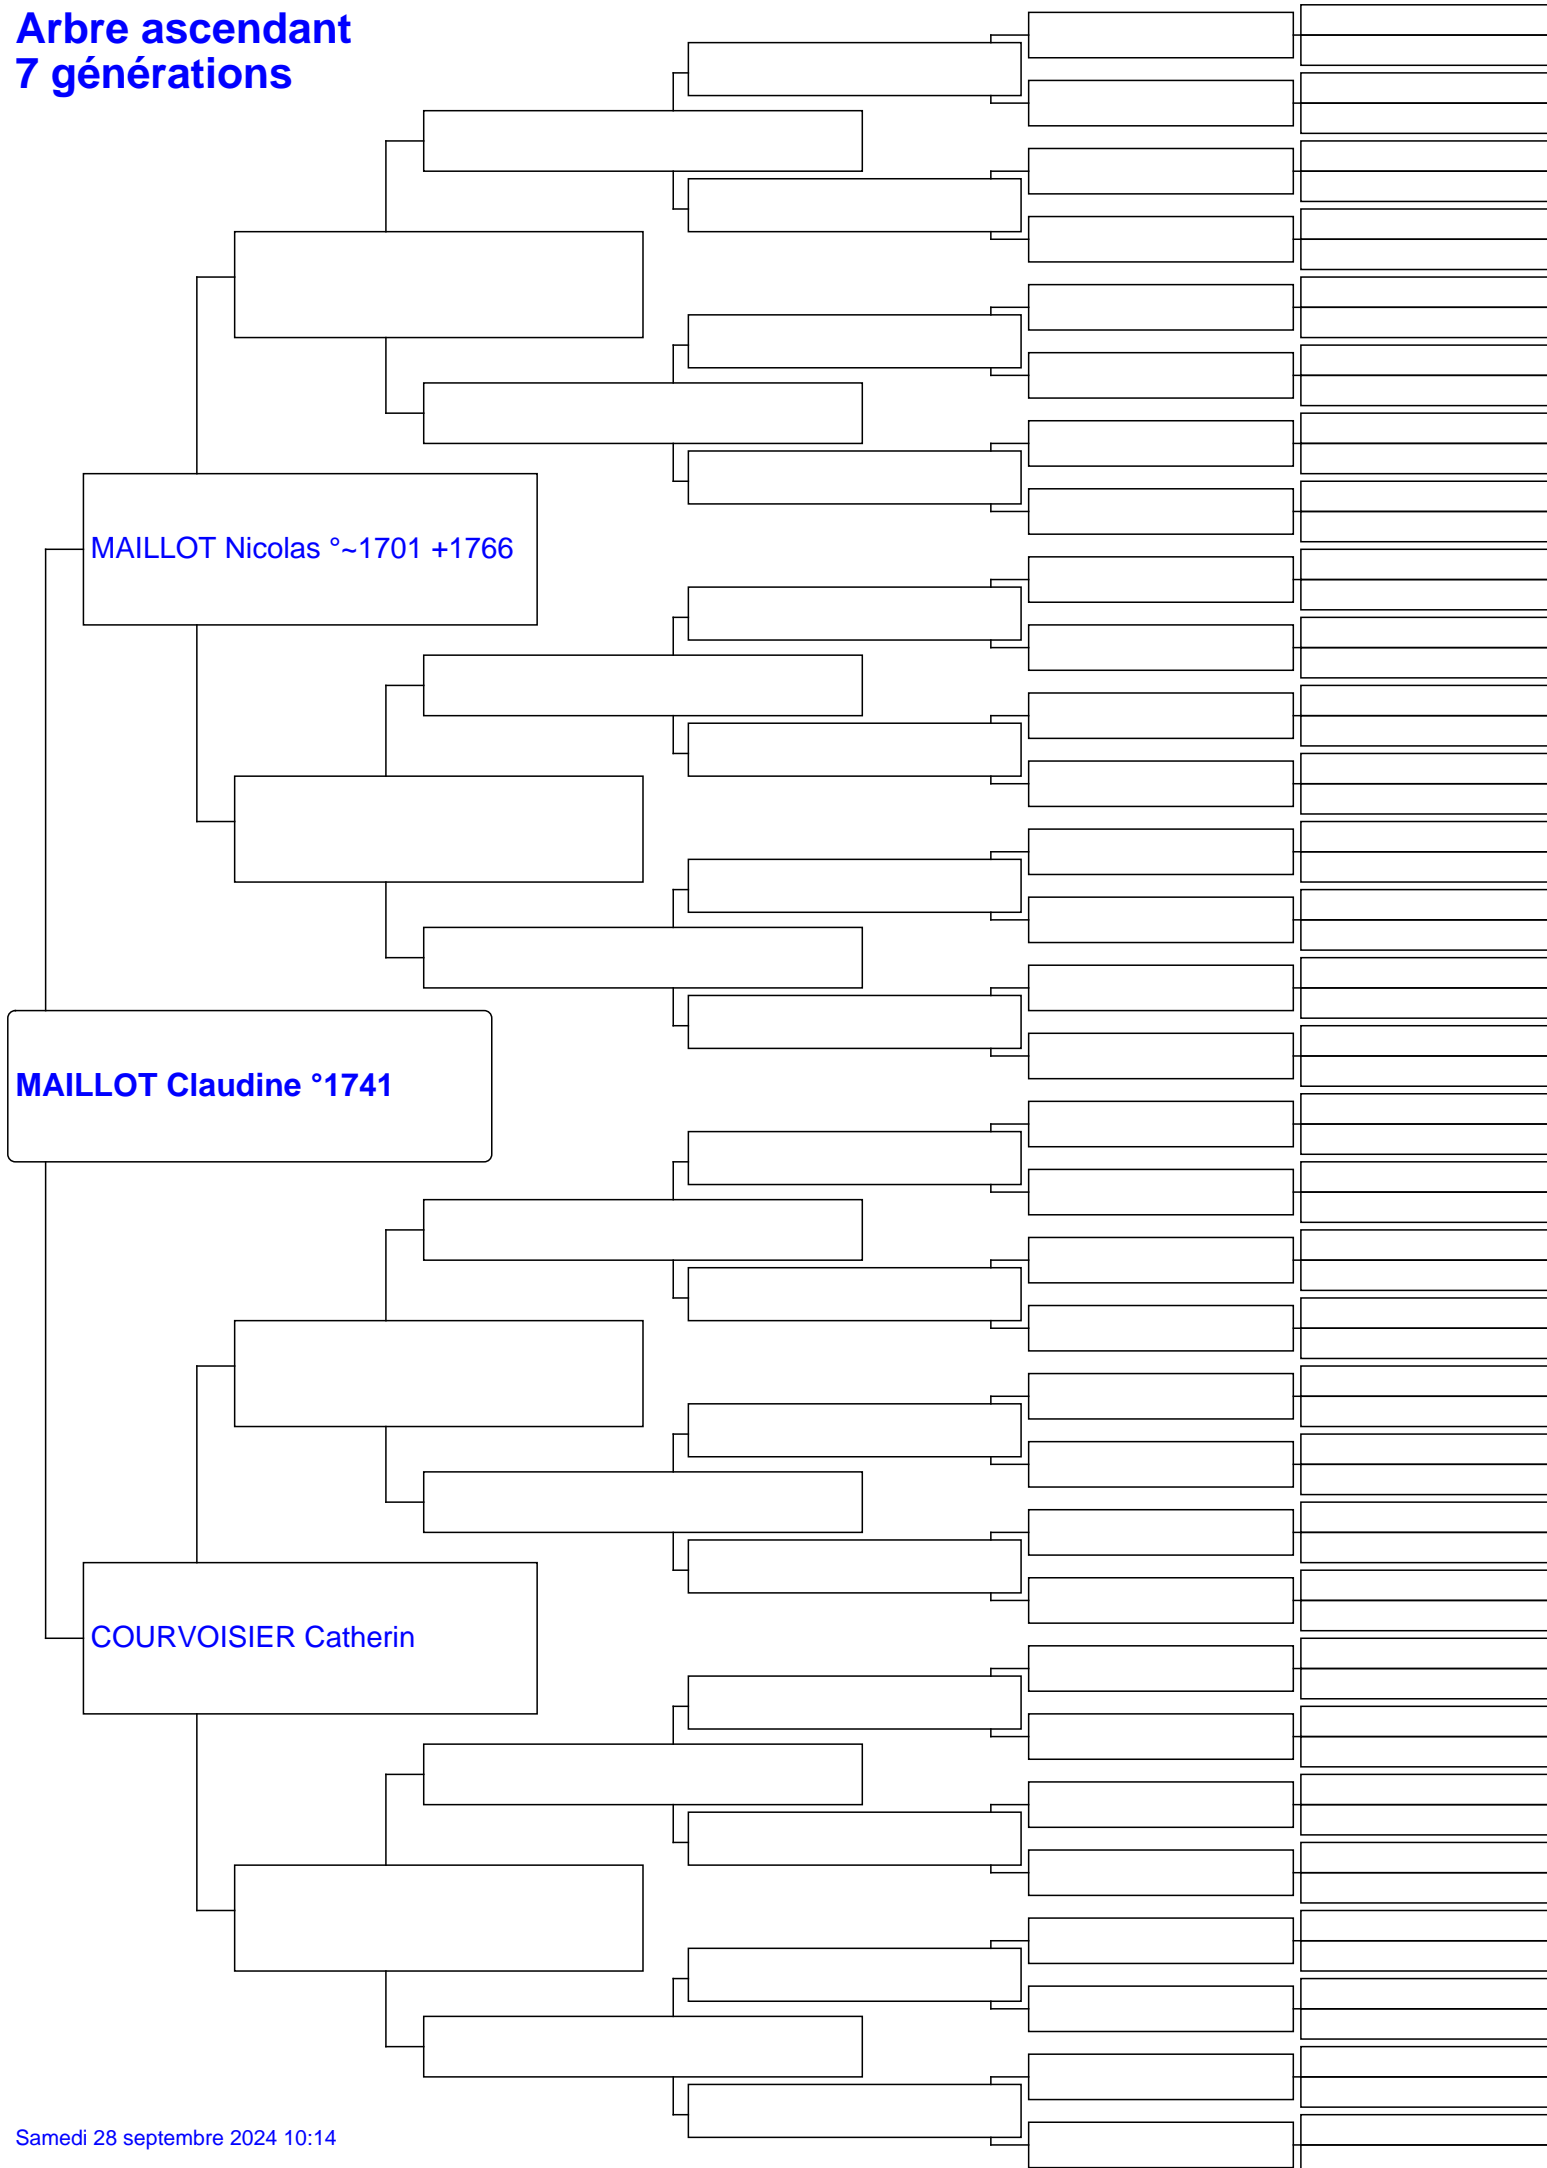 Arbre ascendant
7 générations
MAILLOT Nicolas °~1701 +1766
MAILLOT Claudine °1741
COURVOISIER Catherin
Samedi 28 septembre 2024 10:14